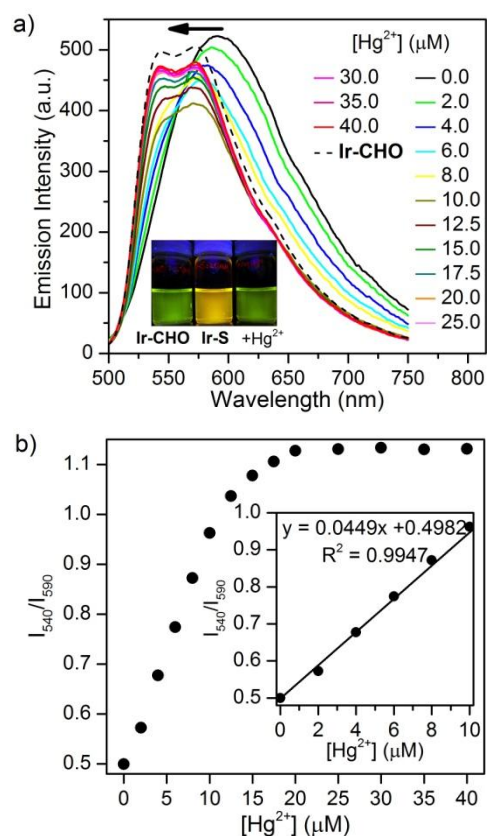 a)
Emission Intensity (a.u.)
500
400
300
200
100
0
500 550 600 650 700 750 800
Wavelength (nm)
[Hg²⁺] (μM)
30.0
35.0
40.0
Ir-CHO
0.0
2.0
4.0
6.0
8.0
10.0
12.5
15.0
17.5
20.0
25.0
Ir-CHO Ir-S +Hg²⁺
b)
I₅₄₀/I₅₉₀
1.1
1.0
0.9
0.8
0.7
0.6
0.5
0 5 10 15 20 25 30 35 40
[Hg²⁺] (μM)
y = 0.0449x +0.4982
R² = 0.9947
I₅₄₀/I₅₉₀
1.0
0.9
0.8
0.7
0.6
0.5
0 2 4 6 8 10
[Hg²⁺] (μM)